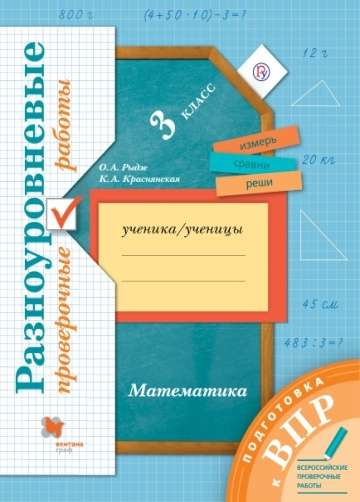 800 г
(4+50·10)-3=?
Разноуровневые
проверочные работы
3 КЛАСС
12 г
О. А. Рыдзе
К. А. Краснянская
измерь
сравни
реши
20 кг
ученика/ученицы
45 см
483:3=?
Математика
вентана
граф
ПОДГОТОВКА
к ВПР
ВСЕРОССИЙСКИЕ
ПРОВЕРОЧНЫЕ
РАБОТЫ